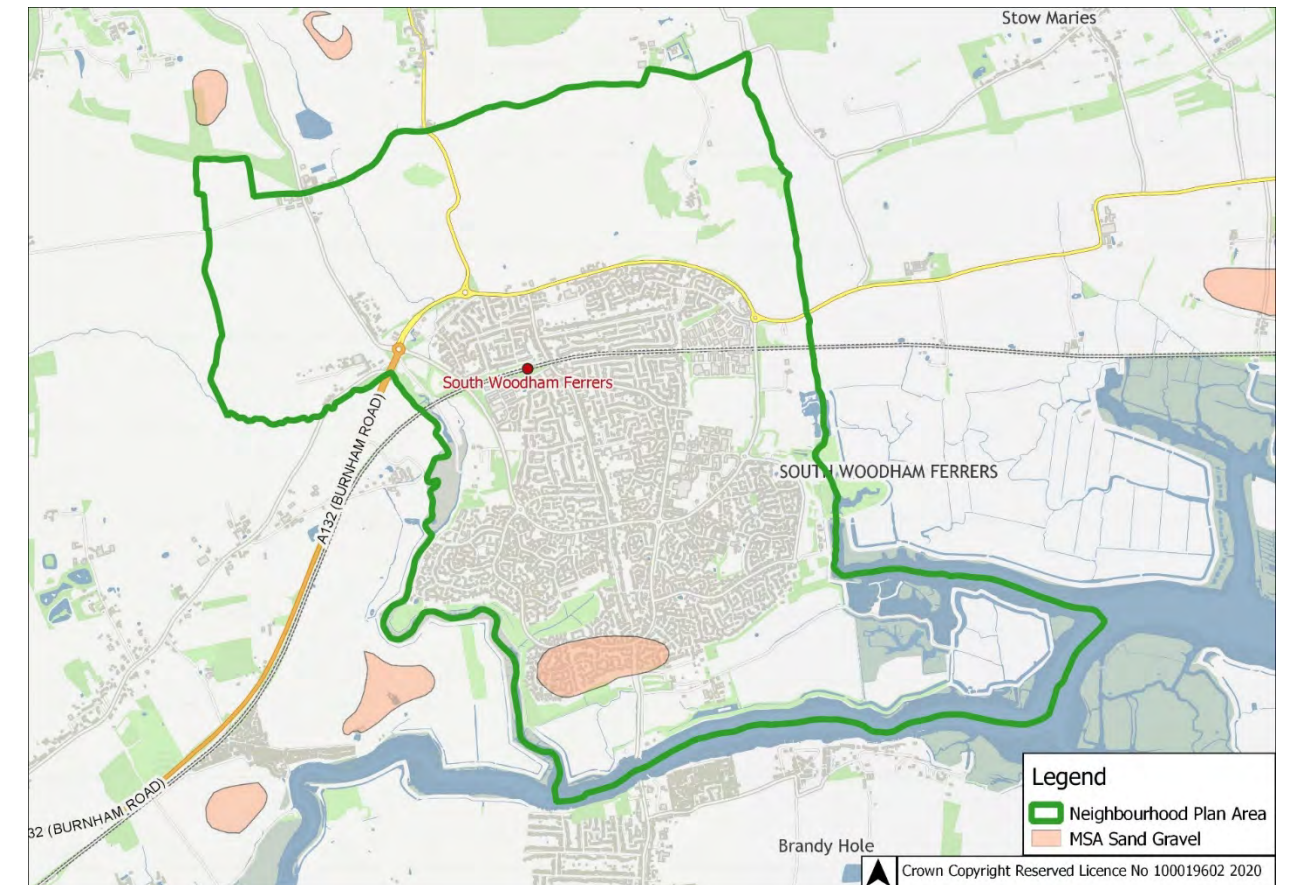 Stow Maries
South Woodham Ferrers
A132 (BURNHAM ROAD)
SOUTH WOODHAM FERRERS
32 (BURNHAM ROAD)
Brandy Hole
Legend
Neighbourhood Plan Area
MSA Sand Gravel
Crown Copyright Reserved Licence No 100019602 2020